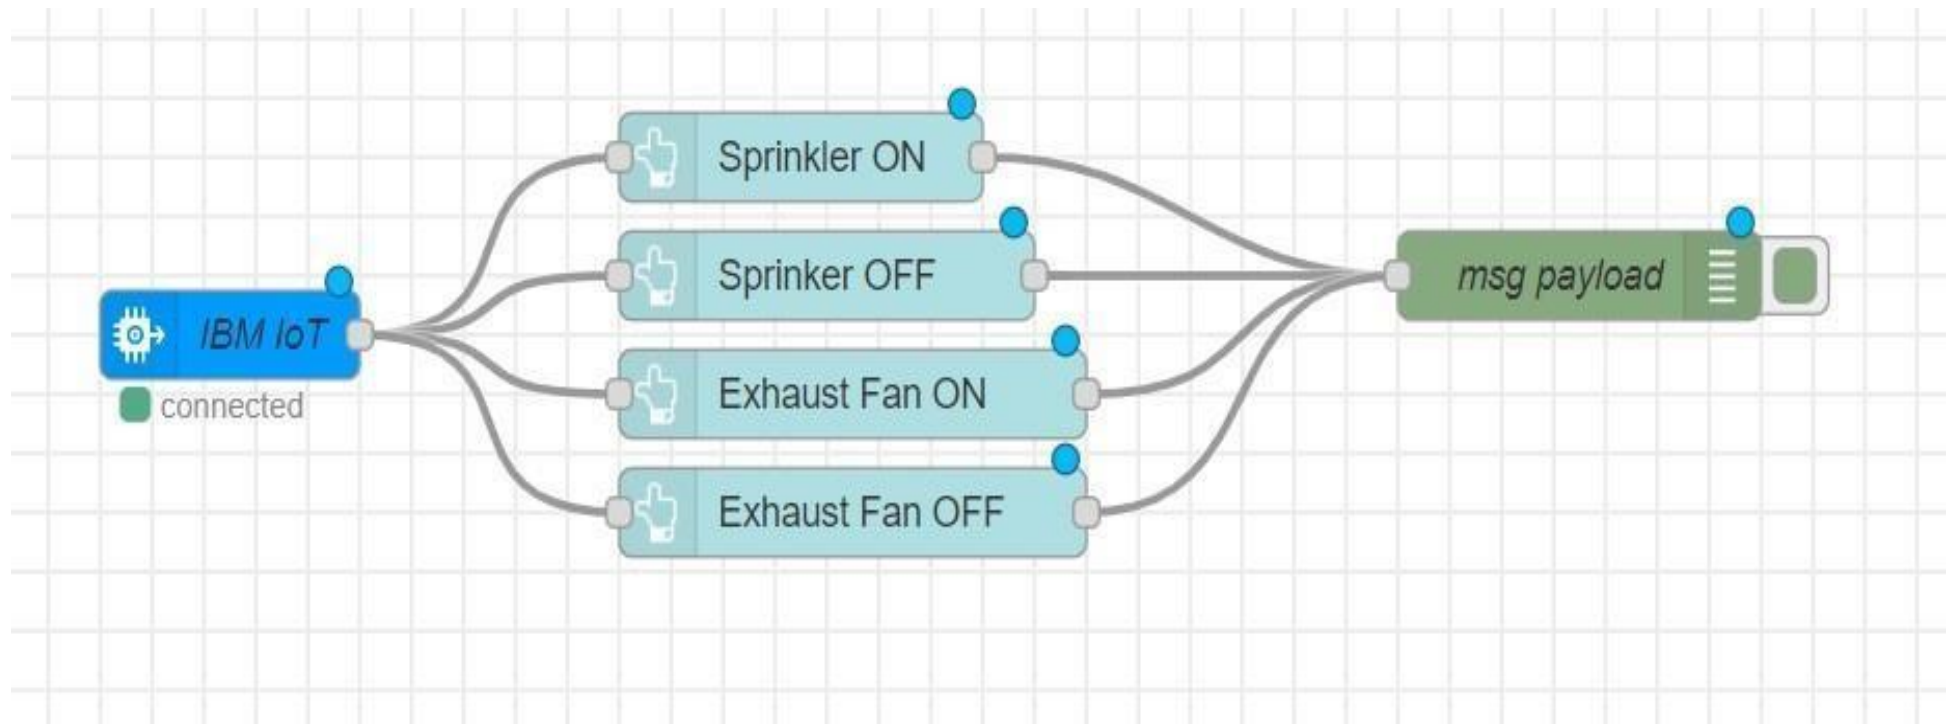 Sprinkler ON
Sprinker OFF
msg payload
IBM IoT
connected
Exhaust Fan ON
Exhaust Fan OFF